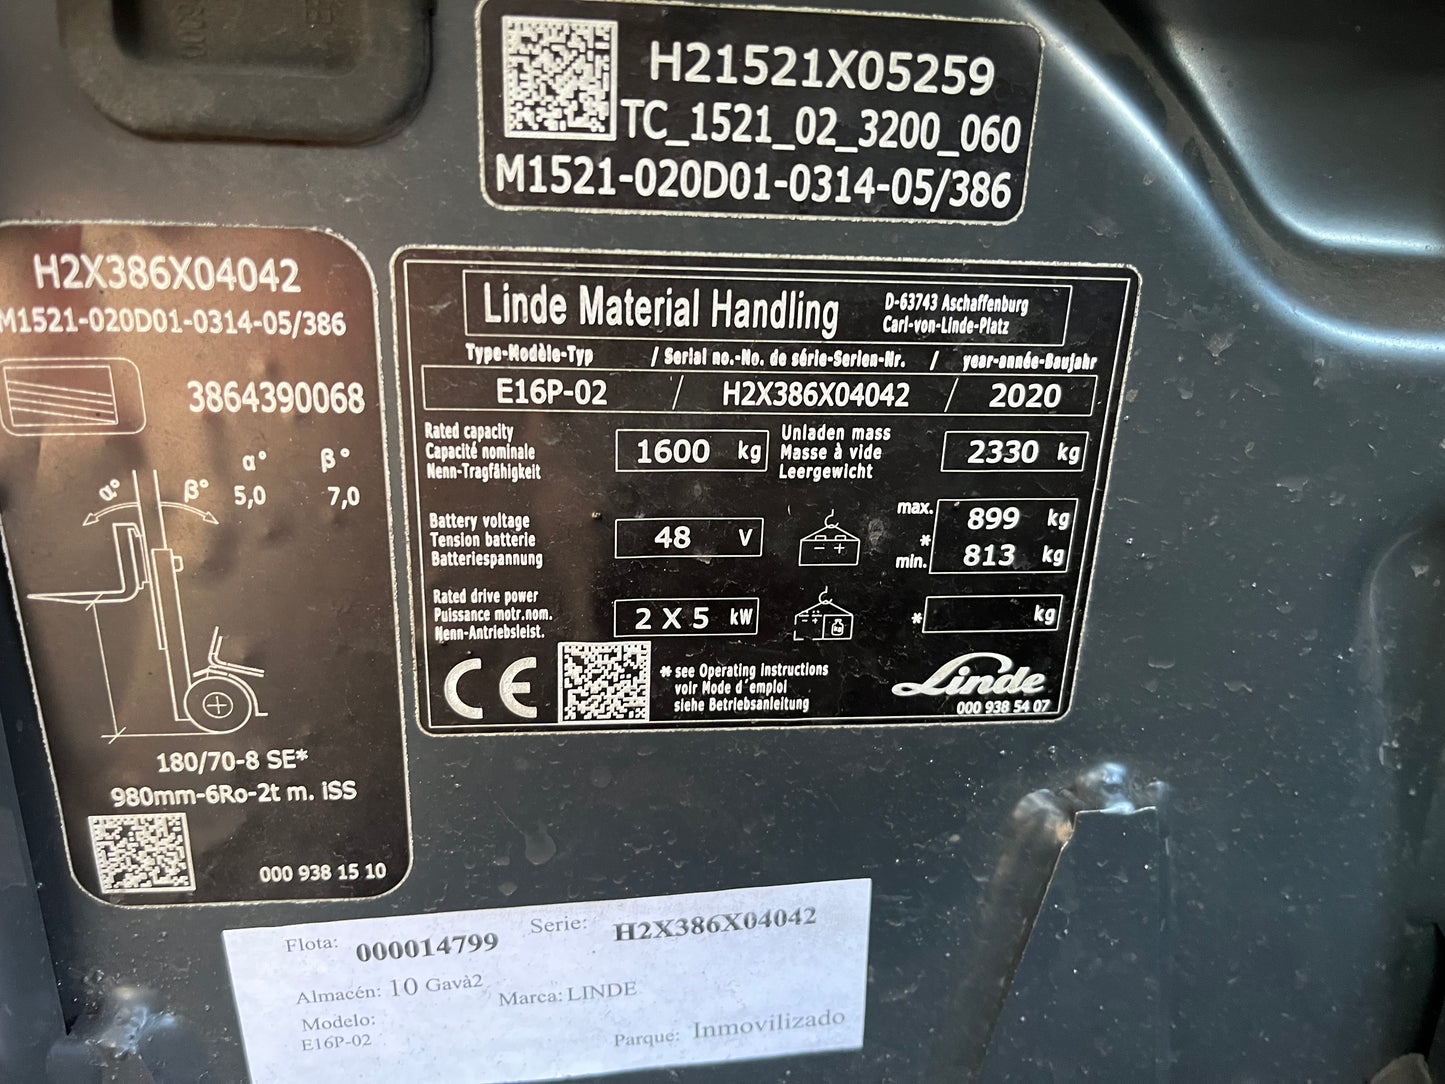 H21521X05259
TC_1521_02_3200_060
M1521-020D01-0314-05/386
H2X386X04042
M1521-020D01-0314-05/386
3864390068
α° β°
α° β° 5,0 7,0
180/70-8 SE*
980mm-6Ro-2t m. iSS
000 938 15 10
Linde Material Handling
D-63743 Aschaffenburg
Carl-von-Linde-Platz
Type-Modèle-Typ / Serial no.-No. de série-Serien-Nr. / year-année-Baujahr
E16P-02 / H2X386X04042 / 2020
Rated capacity
Capacité nominale
Nenn-Tragfähigkeit
1600 kg
Unladen mass
Masse à vide
Leergewicht
2330 kg
Battery voltage
Tension batterie
Batteriespannung
48 V
- +
max. 899 kg
*
min. 813 kg
Rated drive power
Puissance motr.nom.
Nenn-Antriebsleist.
2 X 5 kW
kg
* kg
CE
* see Operating instructions
voir Mode d'emploi
siehe Betriebsanleitung
Linde
000 938 54 07
Flota: 000014799 Serie: H2X386X04042
Almacén: 10 Gavà2 Marca: LINDE
Modelo:
E16P-02 Parque: Inmovilizado